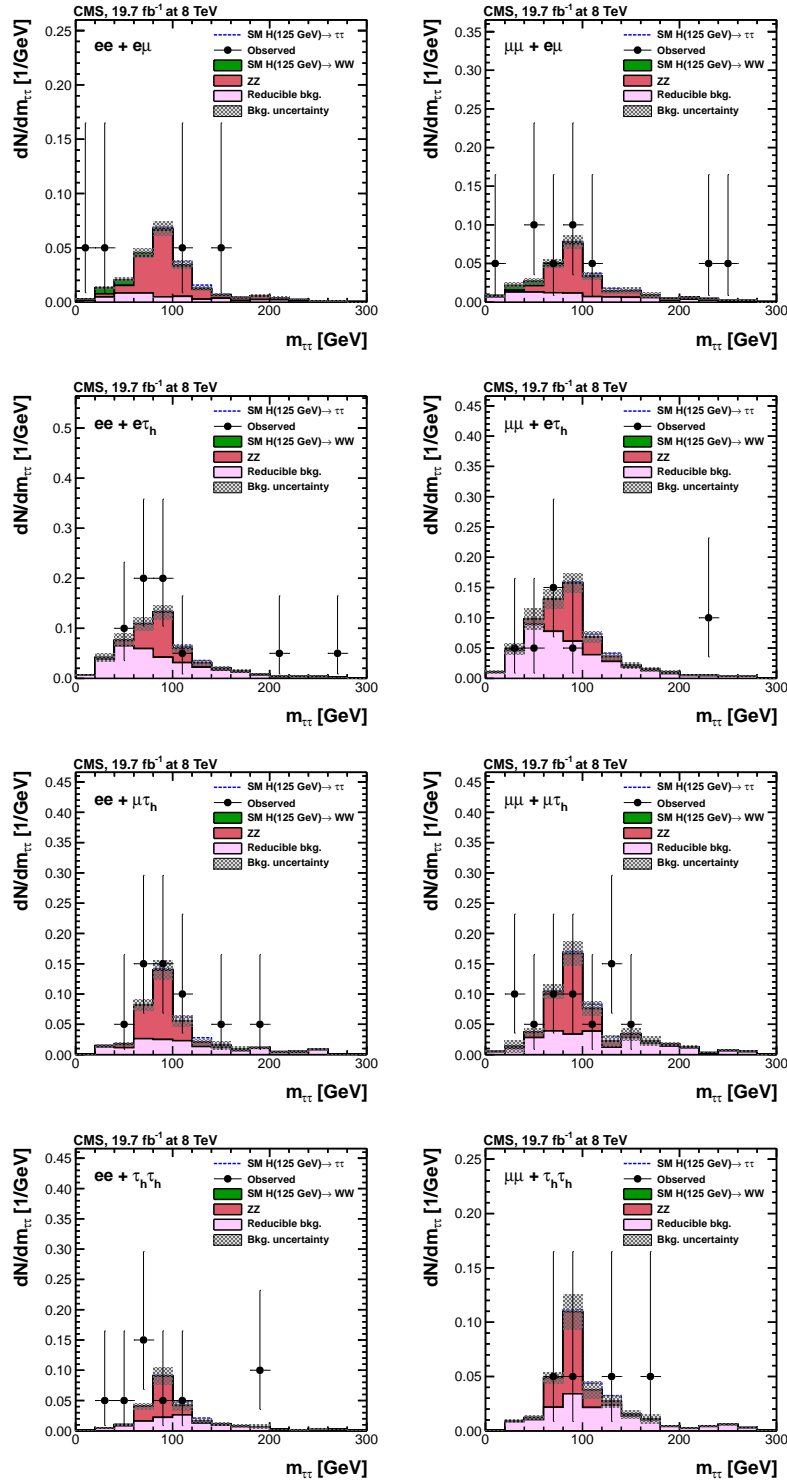 CMS, 19.7 fb⁻¹ at 8 TeV
ee + eμ
SM H(125 GeV)→ ττ
Observed
SM H(125 GeV)→ WW
ZZ
Reducible bkg.
Bkg. uncertainty
dN/dm_ττ [1/GeV]
0.25
0.20
0.15
0.10
0.05
0.00
0 100 200 300
m_ττ [GeV]
CMS, 19.7 fb⁻¹ at 8 TeV
μμ + eμ
SM H(125 GeV)→ ττ
Observed
SM H(125 GeV)→ WW
ZZ
Reducible bkg.
Bkg. uncertainty
dN/dm_ττ [1/GeV]
0.35
0.30
0.25
0.20
0.15
0.10
0.05
0.00
0 100 200 300
m_ττ [GeV]
CMS, 19.7 fb⁻¹ at 8 TeV
ee + eτ_h
SM H(125 GeV)→ ττ
Observed
SM H(125 GeV)→ WW
ZZ
Reducible bkg.
Bkg. uncertainty
dN/dm_ττ [1/GeV]
0.5
0.4
0.3
0.2
0.1
0.0
0 100 200 300
m_ττ [GeV]
CMS, 19.7 fb⁻¹ at 8 TeV
μμ + eτ_h
SM H(125 GeV)→ ττ
Observed
SM H(125 GeV)→ WW
ZZ
Reducible bkg.
Bkg. uncertainty
dN/dm_ττ [1/GeV]
0.45
0.40
0.35
0.30
0.25
0.20
0.15
0.10
0.05
0.00
0 100 200 300
m_ττ [GeV]
CMS, 19.7 fb⁻¹ at 8 TeV
ee + μτ_h
SM H(125 GeV)→ ττ
Observed
SM H(125 GeV)→ WW
ZZ
Reducible bkg.
Bkg. uncertainty
dN/dm_ττ [1/GeV]
0.45
0.40
0.35
0.30
0.25
0.20
0.15
0.10
0.05
0.00
0 100 200 300
m_ττ [GeV]
CMS, 19.7 fb⁻¹ at 8 TeV
μμ + μτ_h
SM H(125 GeV)→ ττ
Observed
SM H(125 GeV)→ WW
ZZ
Reducible bkg.
Bkg. uncertainty
dN/dm_ττ [1/GeV]
0.45
0.40
0.35
0.30
0.25
0.20
0.15
0.10
0.05
0.00
0 100 200 300
m_ττ [GeV]
CMS, 19.7 fb⁻¹ at 8 TeV
ee + τ_hτ_h
SM H(125 GeV)→ ττ
Observed
SM H(125 GeV)→ WW
ZZ
Reducible bkg.
Bkg. uncertainty
dN/dm_ττ [1/GeV]
0.45
0.40
0.35
0.30
0.25
0.20
0.15
0.10
0.05
0.00
0 100 200 300
m_ττ [GeV]
CMS, 19.7 fb⁻¹ at 8 TeV
μμ + τ_hτ_h
SM H(125 GeV)→ ττ
Observed
SM H(125 GeV)→ WW
ZZ
Reducible bkg.
Bkg. uncertainty
dN/dm_ττ [1/GeV]
0.25
0.20
0.15
0.10
0.05
0.00
0 100 200 300
m_ττ [GeV]